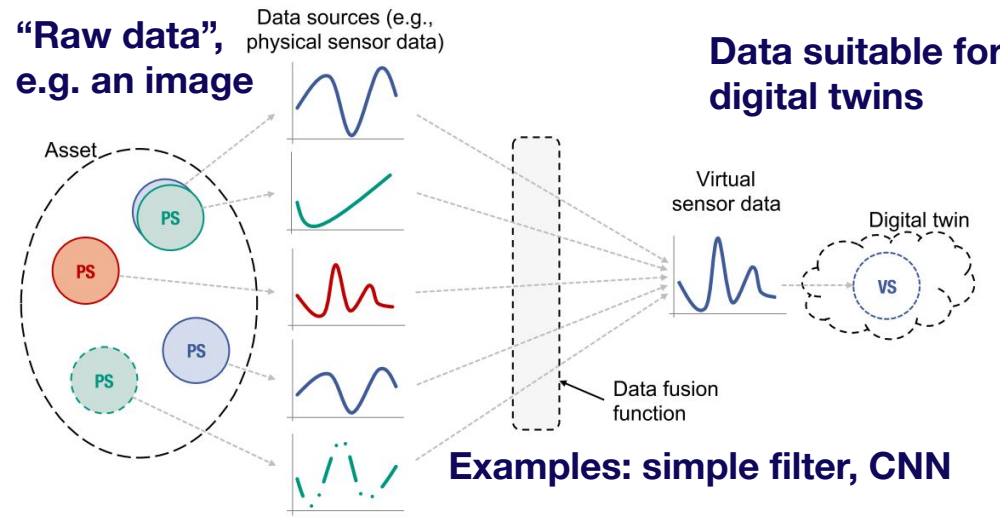 “Raw data”,
e.g. an image
Data sources (e.g.,
physical sensor data)
Data suitable for
digital twins
Asset
PS
PS
PS
PS
Virtual
sensor data
Digital twin
VS
Data fusion
function
Examples: simple filter, CNN